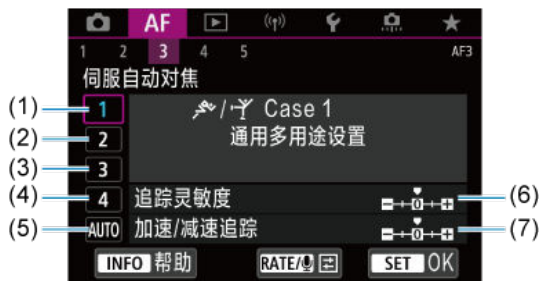 AF
1 2 3 4 5 AF3
伺服自动对焦
(1) 1 Case 1
(2) 2 通用多用途设置
(3) 3
(4) 4 追踪灵敏度 0 (6)
(5) AUTO 加速/减速追踪 0 (7)
INFO 帮助 RATE/ SET OK